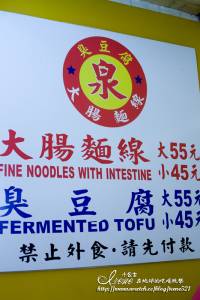 臭豆腐
泉
大腸麵線
大腸麵線 大55元
FINE NOODLES WITH INTESTINE 小45元
臭豆腐 大55元
FERMENTED TOFU 小45元
禁止外食·請先付款